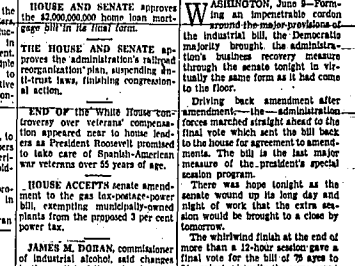 HOUSE AND SENATE approves
the $2,000,000,000 home loan mort-
gage bill in its final form.
THE HOUSE AND SENATE ap-
proves the administration's railroad
reorganization plan, suspending an-
ti-trust laws, finishing congression-
al action.
END OF the White House con-
troversy over veterans' compensa-
tion appeared near to house lead-
ers as President Roosevelt promised
to take care of Spanish-American
war veterans over 55 years of age.
HOUSE ACCEPTS senate amend-
ment to the gas tax-postage-power
bill, exempting municipally-owned
plants from the proposed 3 per cent
power tax.
JAMES M. DORAN, commissioner
of industrial alcohol, said changes
WASHINGTON, June 9—Form-
ing an impenetrable cordon
around the major provisions of
the industrial bill, the Democratic
majority brought the administra-
tion's business recovery measure
through the senate tonight in vir-
tually the same form as it had come
to the floor.
Driving back amendment after
amendment, the administration
forces marched straight ahead to the
final vote which sent the bill back
to the house for agreement to amend-
ments. The bill is the last major
measure of the president's special
session program.
There was hope tonight as the
senate wound up its long day and
night of work that the extra ses-
sion would be brought to a close by
tomorrow.
The whirlwind finish at the end of
more than a 12-hour session gave a
final vote for the bill of 75 ayes to